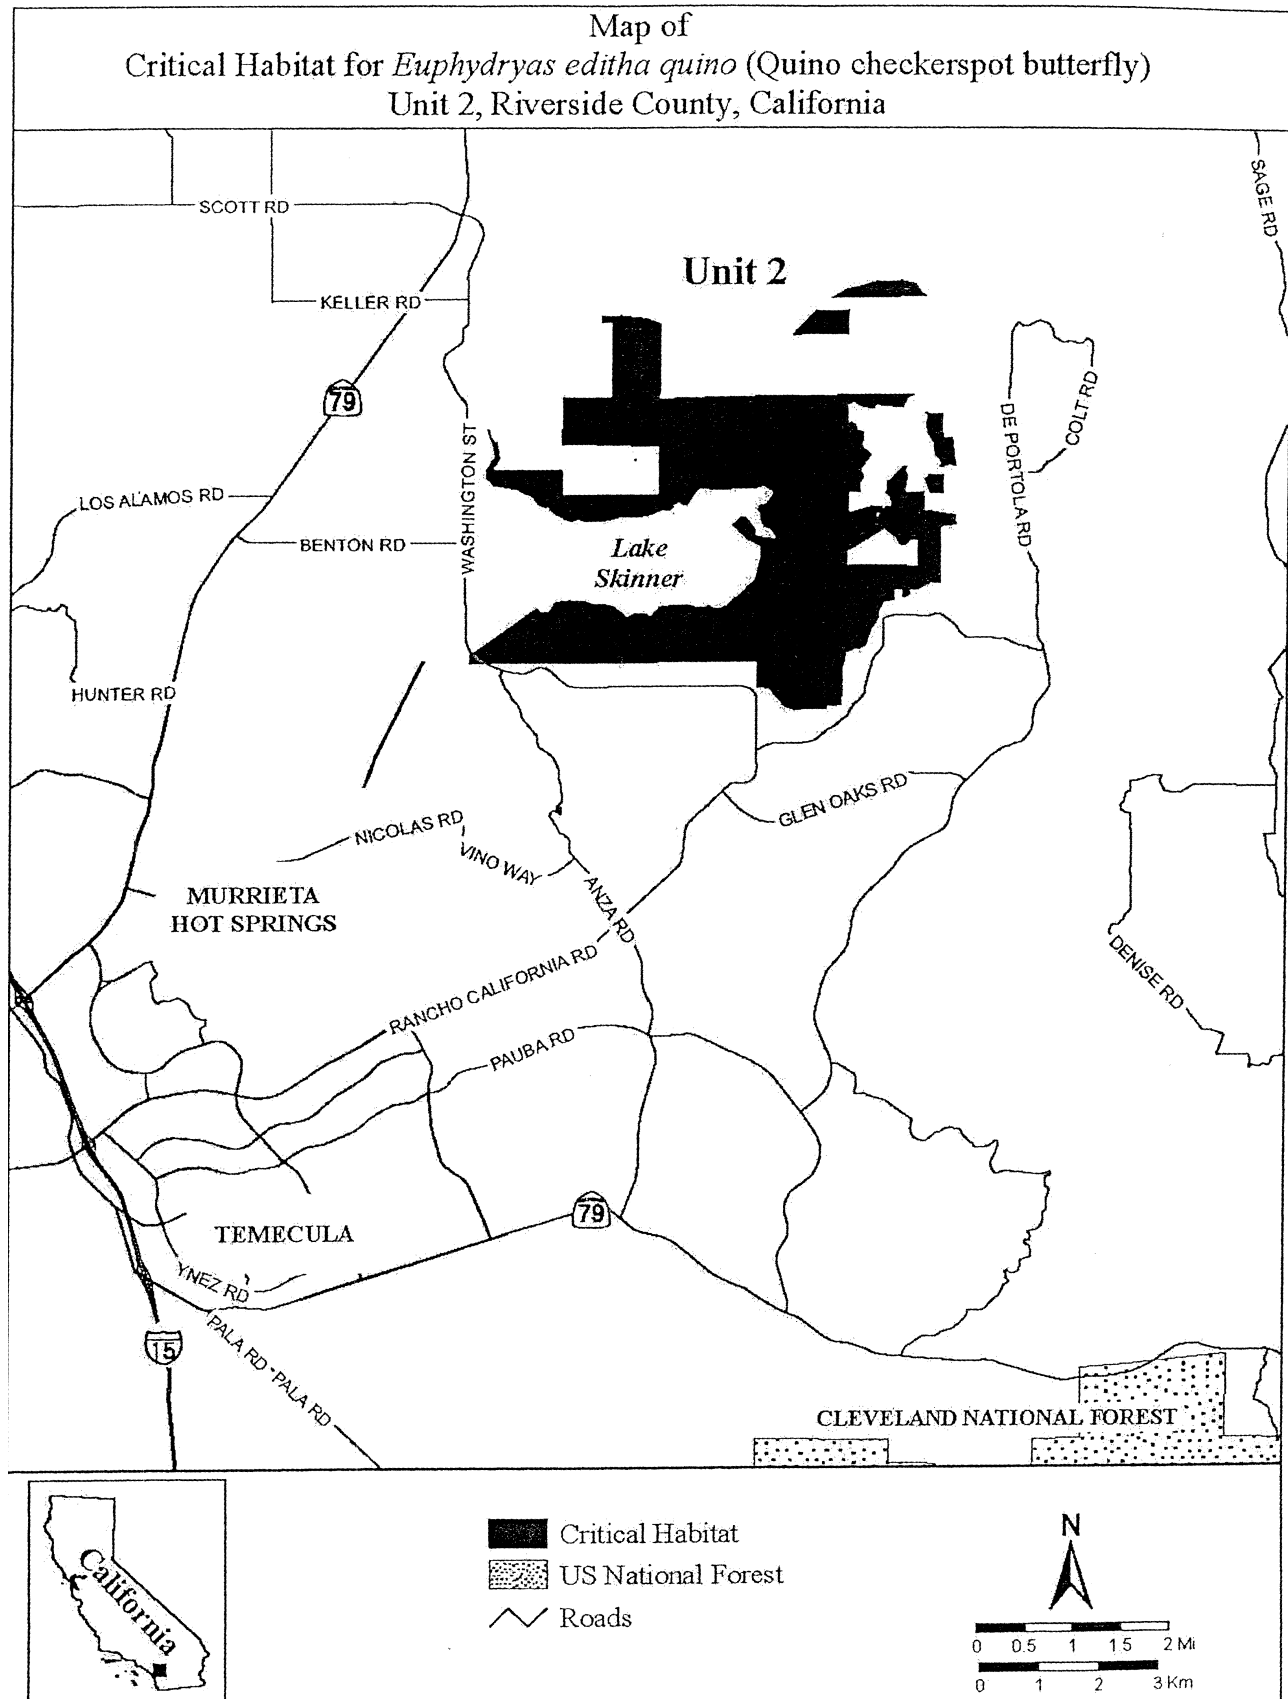 Map of
Critical Habitat for Euphydryas editha quino (Quino checkerspot butterfly)
Unit 2, Riverside County, California
SAGE RD
SCOTT RD
Unit 2
KELLER RD
79
COLT RD
DE PORTOLA RD
WASHINGTON ST
LOS ALAMOS RD
BENTON RD
Lake
Skinner
HUNTER RD
GLEN OAKS RD
NICOLAS RD
VINO WAY
MURRIETA
HOT SPRINGS
ANZA RD
DENISE RD
RANCHO CALIFORNIA RD
PAUBA RD
79
TEMECULA
YNEZ RD
15
PALA RD
PALA RD
CLEVELAND NATIONAL FOREST
California
Critical Habitat
US National Forest
Roads
N
0 0.5 1 1.5 2 Mi
0 1 2 3 Km